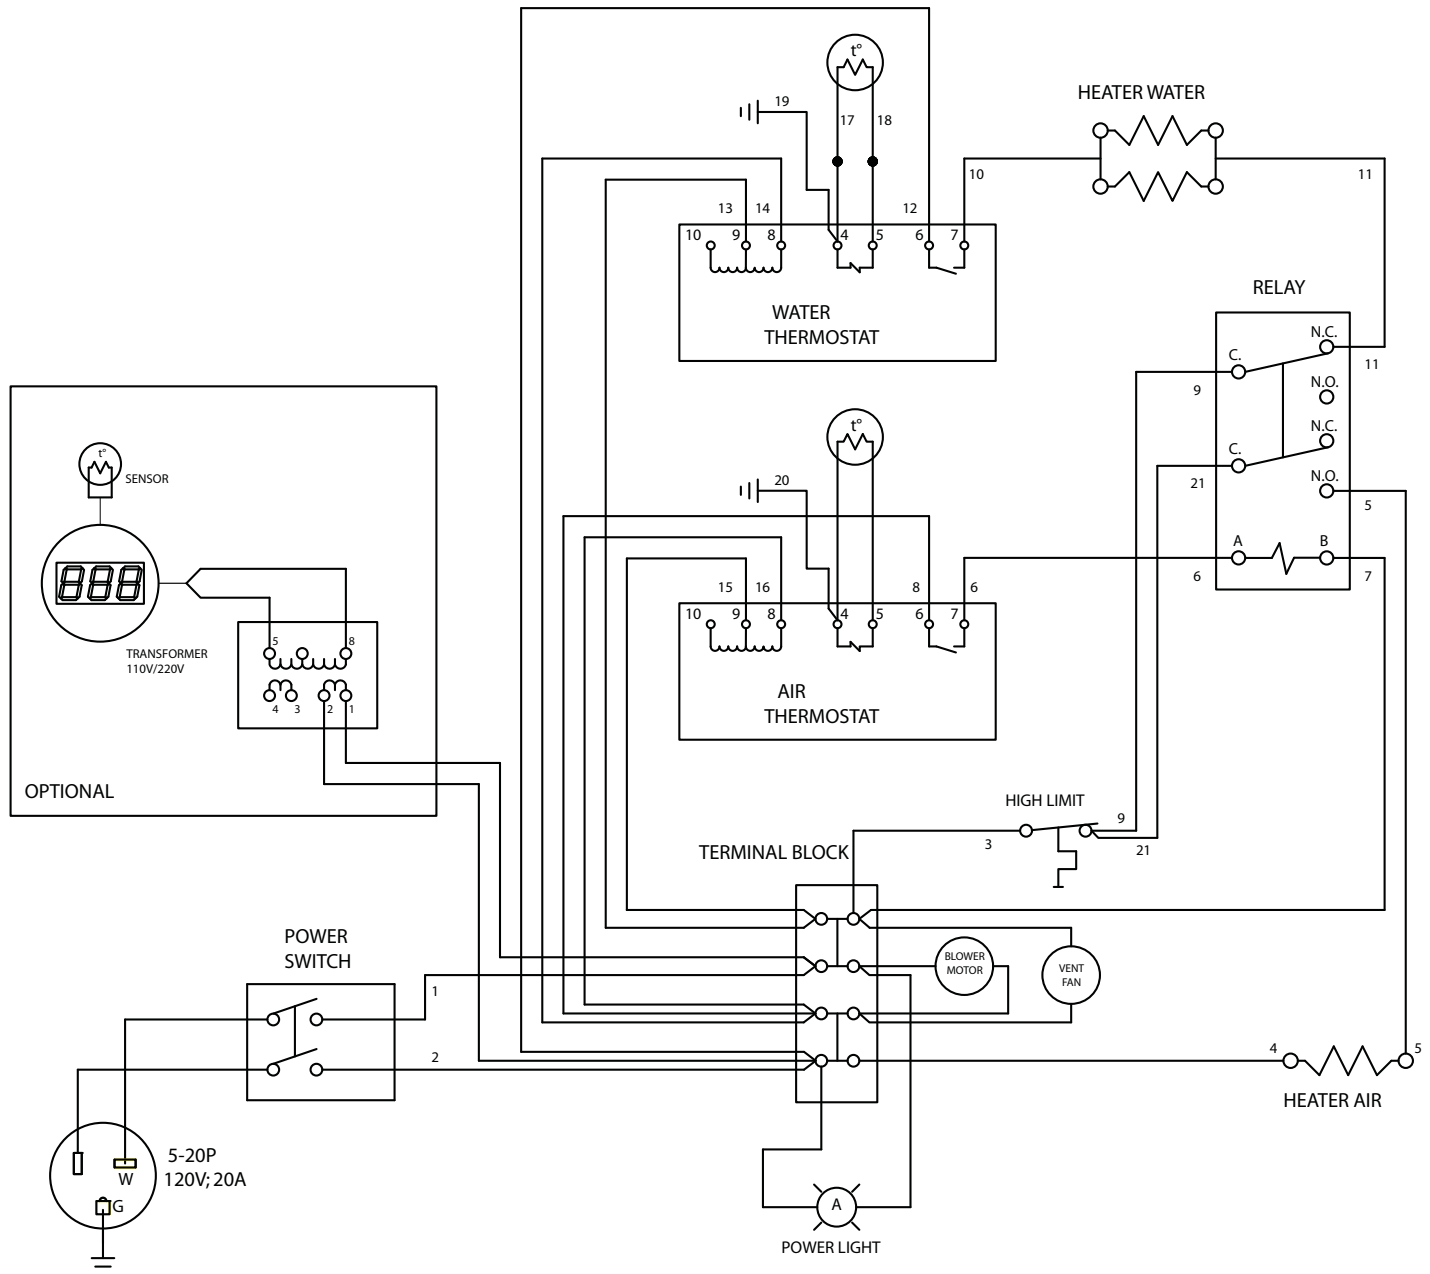 t°
19
HEATER WATER
17
18
10
11
13
14
12
10
9
8
4
5
6
7
WATER
THERMOSTAT
RELAY
N.C.
C.
11
9
N.O.
N.C.
C.
21
N.O.
5
A
B
6
7
t°
SENSOR
888
TRANSFORMER
110V/220V
5
8
4
3
2
1
OPTIONAL
t°
20
15
16
8
6
10
9
8
4
5
6
7
AIR
THERMOSTAT
HIGH LIMIT
9
3
21
TERMINAL BLOCK
POWER
SWITCH
BLOWER
MOTOR
VENT
FAN
1
2
4
5
HEATER AIR
5-20P
120V; 20A
W
G
A
POWER LIGHT